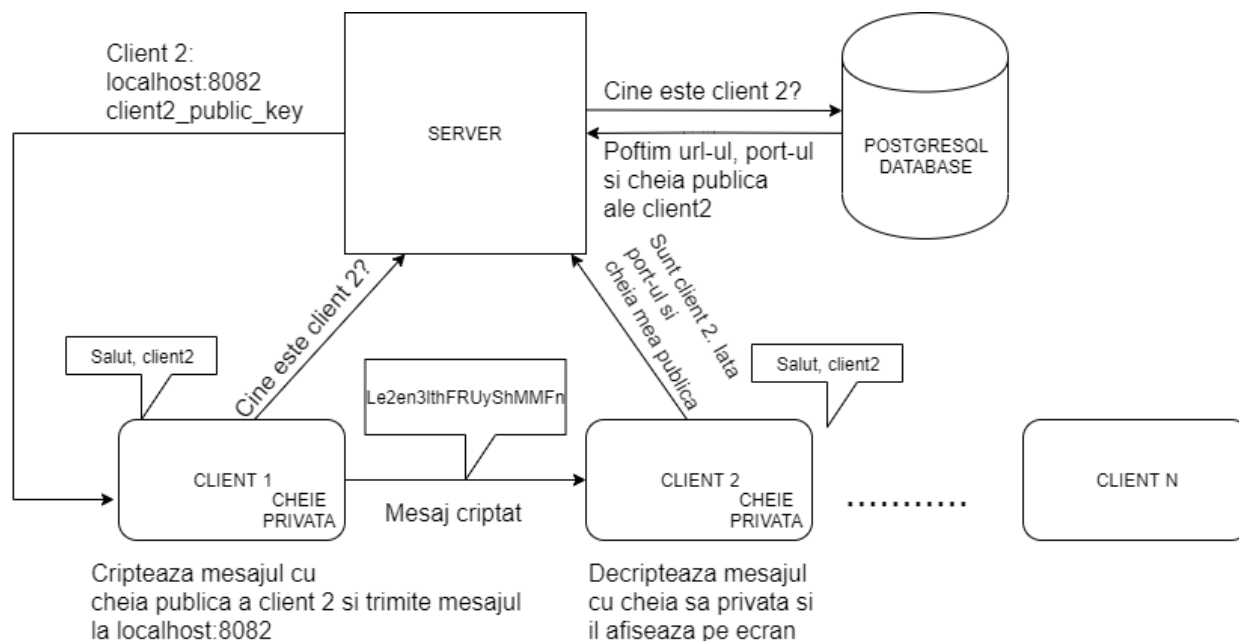 Client 2:
localhost:8082
client2_public_key
SERVER
Cine este client 2?
Poftim url-ul, port-ul
si cheia publica
ale client2
POSTGRESQL
DATABASE
Cine este client 2?
Sunt client 2. Iata
port-ul si
cheia mea publica
Salut, client2
Le2en3lthFRUyShMMFn
Salut, client2
CLIENT 1
CHEIE
PRIVATA
Mesaj criptat
CLIENT 2
CHEIE
PRIVATA
...........
CLIENT N
Cripteaza mesajul cu
cheia publica a client 2 si trimite mesajul
la localhost:8082
Decripteaza mesajul
cu cheia sa privata si
il afiseaza pe ecran